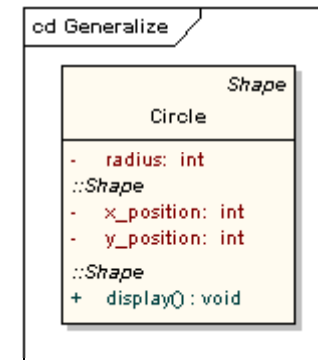 cd Generalize
Shape
Circle
- radius: int
::Shape
- x_position: int
- y_position: int
::Shape
+ display() : void